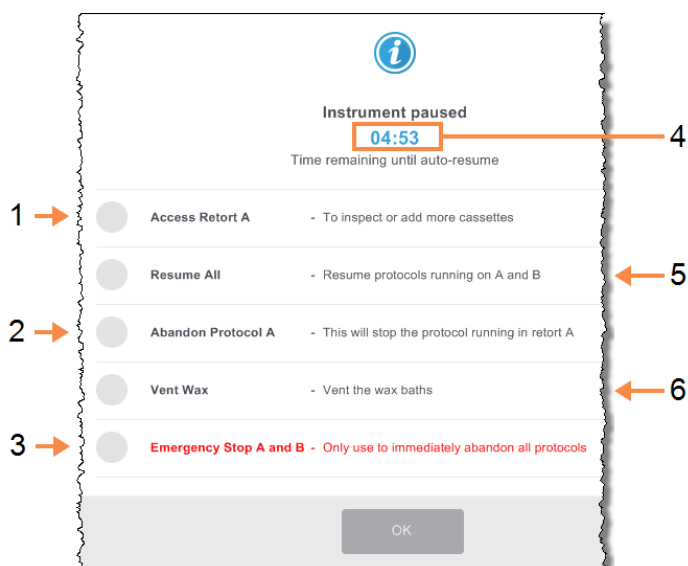 i
Instrument paused
04:53
4
Time remaining until auto-resume
1
Access Retort A - To inspect or add more cassettes
Resume All - Resume protocols running on A and B
5
2
Abandon Protocol A - This will stop the protocol running in retort A
Vent Wax - Vent the wax baths
6
3
Emergency Stop A and B - Only use to immediately abandon all protocols
OK